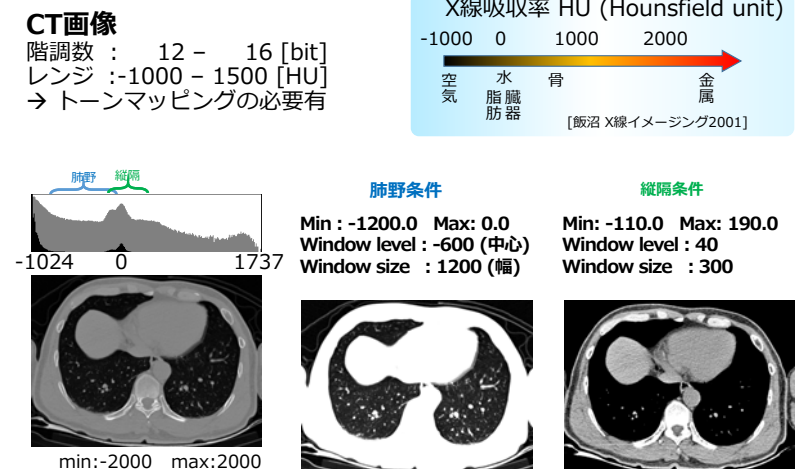 CT画像
階調数 : 12 – 16 [bit]
レンジ :-1000 – 1500 [HU]
→ トーンマッピングの必要有
X線吸収率 HU (Hounsfield unit)
-1000 0 1000 2000
空気
水
脂肪
臓器
骨
金属
[飯沼 X線イメージング2001]
肺野 縦隔
-1024 0 1737
min:-2000 max:2000
肺野条件
Min : -1200.0 Max: 0.0
Window level : -600 (中心)
Window size : 1200 (幅)
縦隔条件
Min: -110.0 Max: 190.0
Window level : 40
Window size : 300